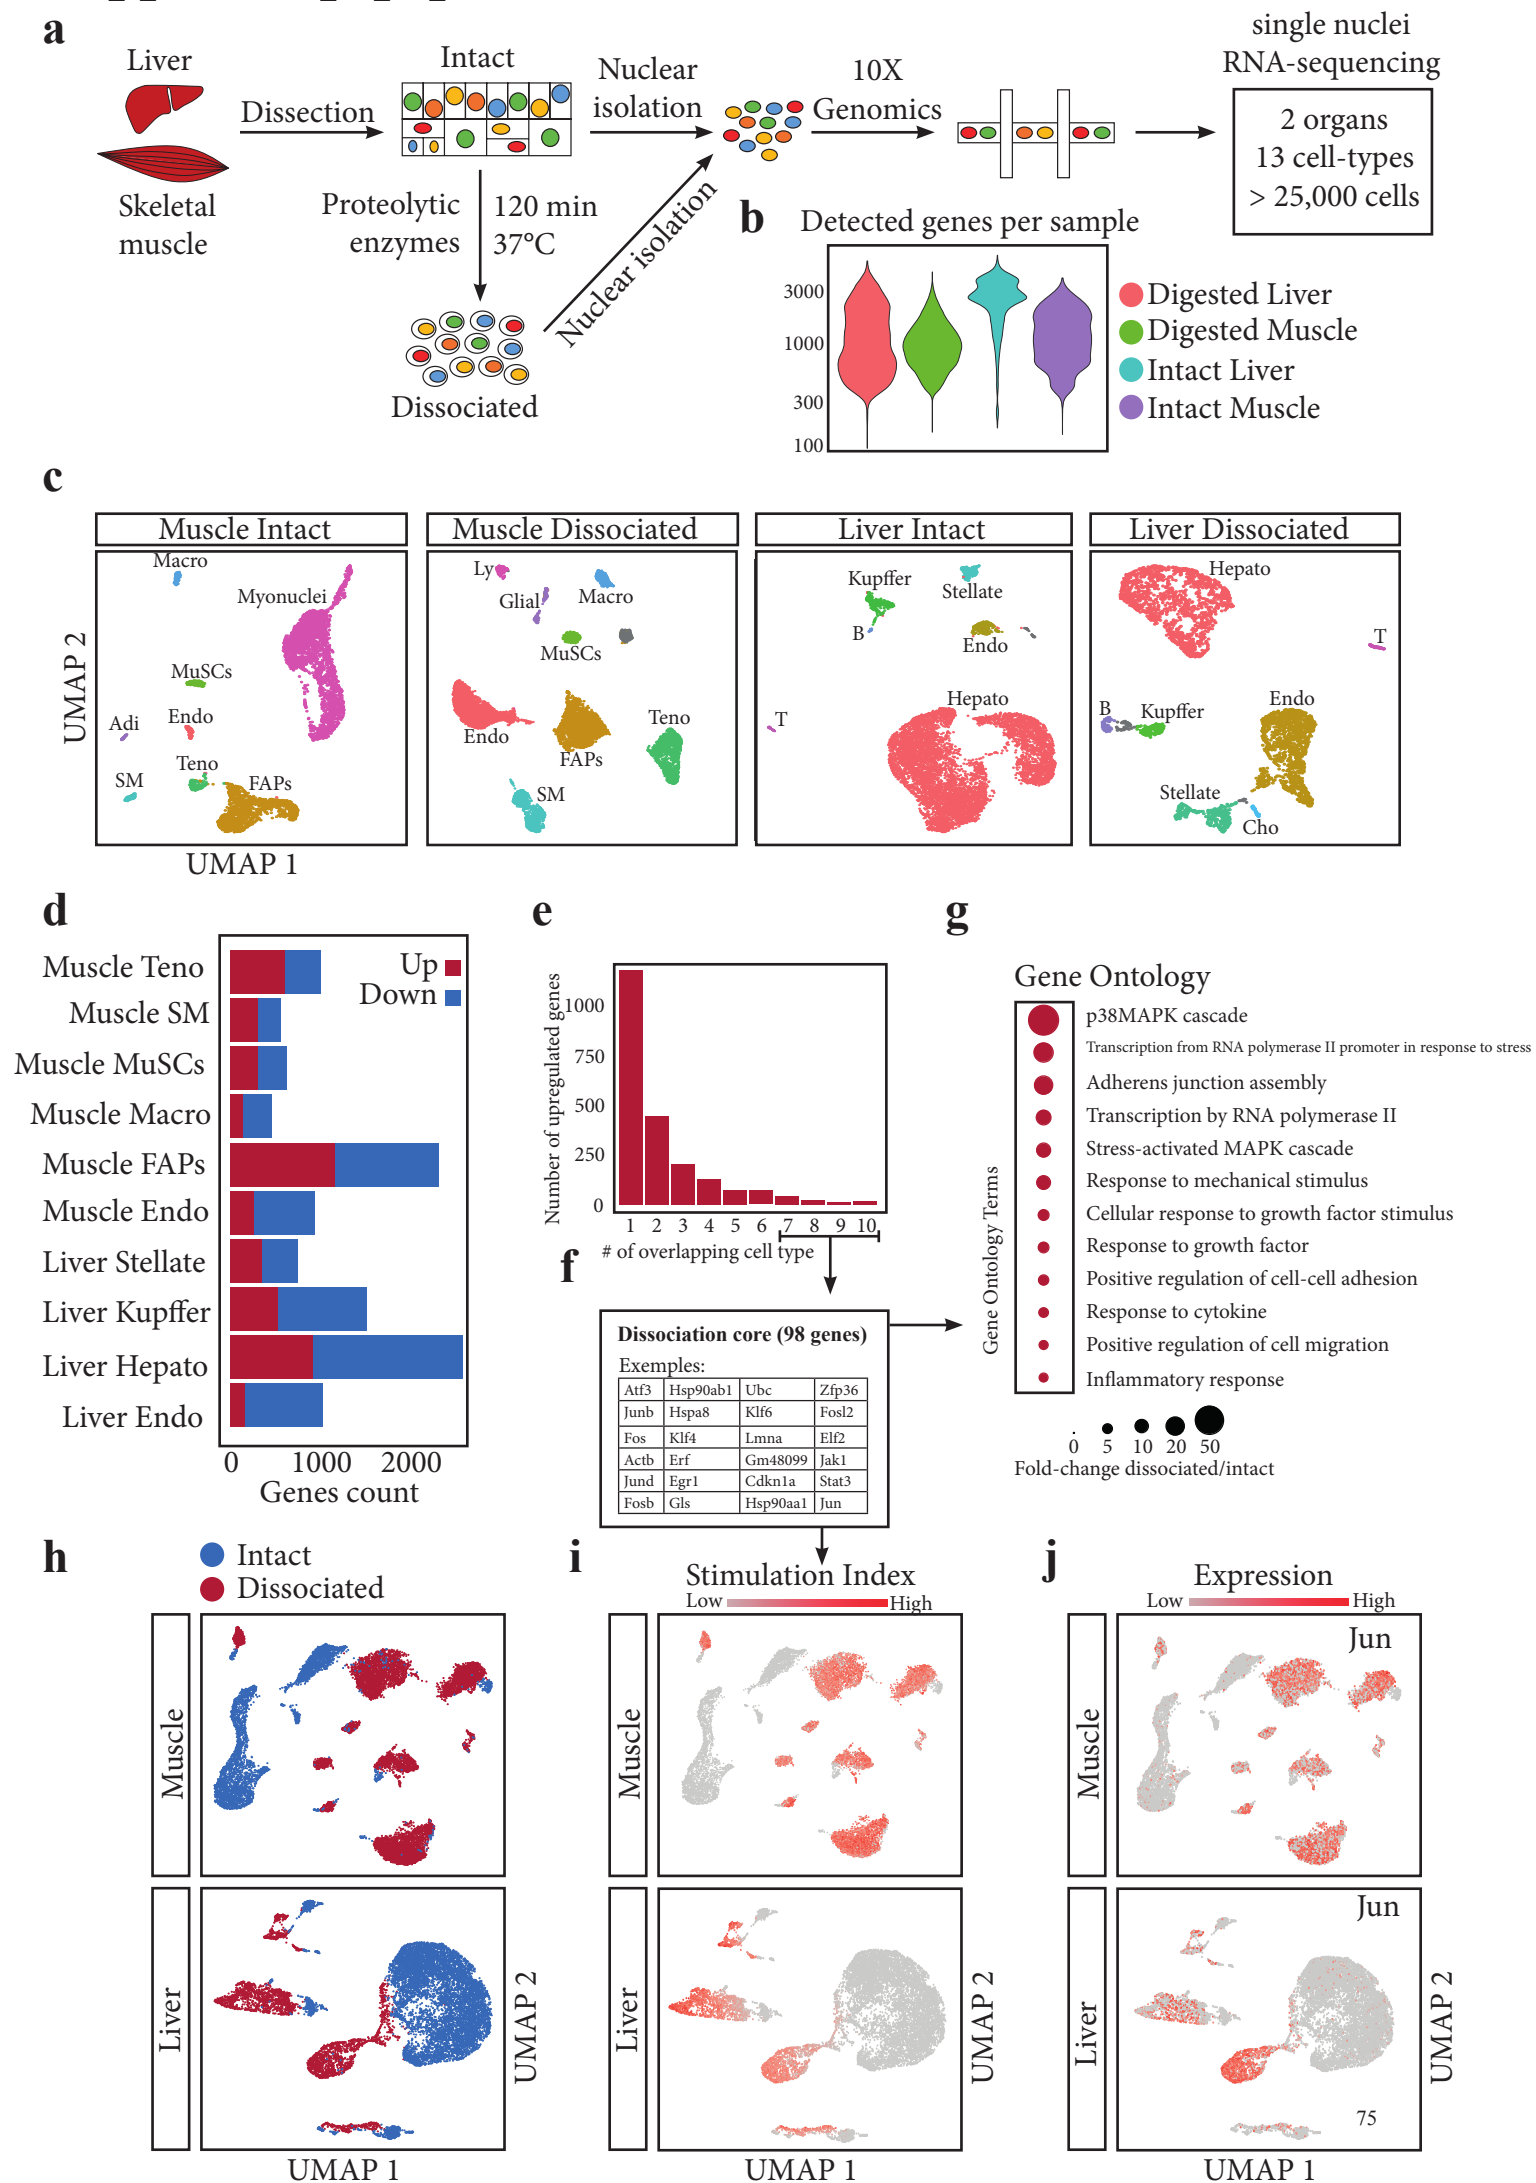 a
Liver
Skeletal
muscle
Dissection
Intact
Nuclear
isolation
10X
Genomics
single nuclei
RNA-sequencing
2 organs
13 cell-types
> 25,000 cells
Proteolytic
enzymes
120 min
37°C
Nuclear isolation
Dissociated
b
Detected genes per sample
3000
1000
300
100
Digested Liver
Digested Muscle
Intact Liver
Intact Muscle
c
Muscle Intact
Muscle Dissociated
Liver Intact
Liver Dissociated
UMAP 2
UMAP 1
Macro
Myonuclei
MuSCs
Adi
Endo
Teno
SM
FAPs
Ly
Glial
Macro
MuSCs
Endo
FAPs
Teno
SM
Kupffer
Stellate
B
Endo
Hepato
T
Hepato
T
B
Kupffer
Endo
Stellate
Cho
d
Up
Down
Muscle Teno
Muscle SM
Muscle MuSCs
Muscle Macro
Muscle FAPs
Muscle Endo
Liver Stellate
Liver Kupffer
Liver Hepato
Liver Endo
0 1000 2000
Genes count
e
Number of upregulated genes
1000
750
500
250
0
1 2 3 4 5 6 7 8 9 10
# of overlapping cell type
f
Dissociation core (98 genes)
Exemples:
Atf3 Hsp90ab1 Ubc Zfp36
Junb Hspa8 Klf6 Fosl2
Fos Klf4 Lmna Elf2
Actb Erf Gm48099 Jak1
Jund Egr1 Cdkn1a Stat3
Fosb Gls Hsp90aa1 Jun
g
Gene Ontology
Gene Ontology Terms
p38MAPK cascade
Transcription from RNA polymerase II promoter in response to stress
Adherens junction assembly
Transcription by RNA polymerase II
Stress-activated MAPK cascade
Response to mechanical stimulus
Cellular response to growth factor stimulus
Response to growth factor
Positive regulation of cell-cell adhesion
Response to cytokine
Positive regulation of cell migration
Inflammatory response
0 5 10 20 50
Fold-change dissociated/intact
h
Intact
Dissociated
Muscle
Liver
UMAP 2
UMAP 1
i
Stimulation Index
Low High
Muscle
Liver
UMAP 2
UMAP 1
j
Expression
Low High
Jun
Muscle
Jun
Liver
75
UMAP 2
UMAP 1